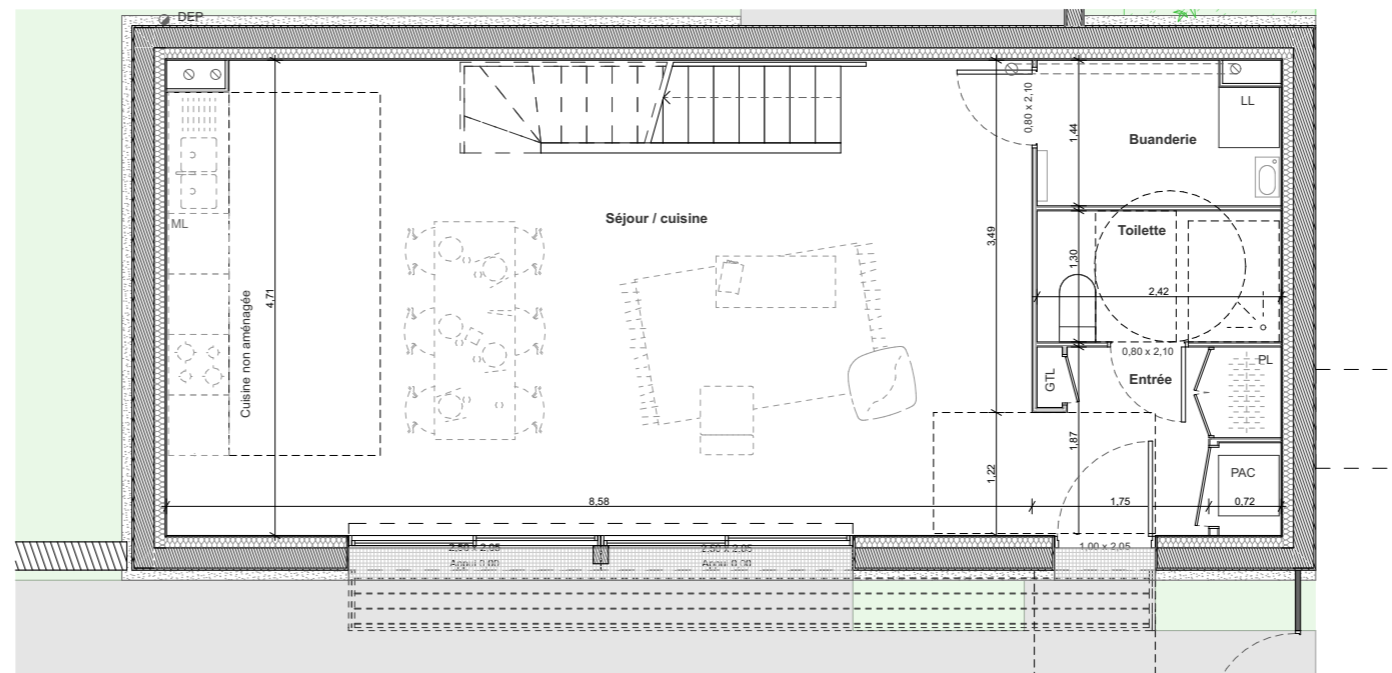 DEP
LL
0,80 x 2,10
1,44
Buanderie
Séjour / cuisine
ML
Toilette
3,49
1,30
4,71
Cuisine non aménagée
2,42
0,80 x 2,10
PL
GTL
Entrée
1,87
1,22
PAC
8,58
1,75
0,72
2,50 x 2,05
Appui 0,00
2,50 x 2,05
Appui 0,00
1,00 x 2,05